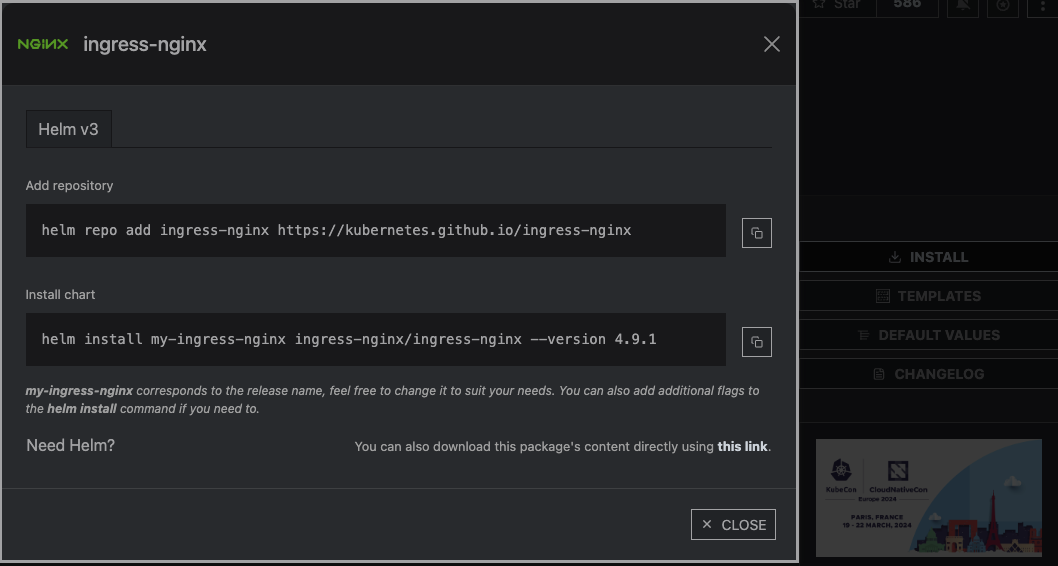 NGINX ingress-nginx
Star 586
Helm v3
Add repository
helm repo add ingress-nginx https://kubernetes.github.io/ingress-nginx
Install chart
helm install my-ingress-nginx ingress-nginx/ingress-nginx --version 4.9.1
my-ingress-nginx corresponds to the release name, feel free to change it to suit your needs. You can also add additional flags to
the helm install command if you need to.
Need Helm?
You can also download this package's content directly using this link.
× CLOSE
INSTALL
TEMPLATES
DEFAULT VALUES
CHANGELOG
KubeCon CloudNativeCon
Europe 2024
PARIS, FRANCE
19 - 22 MARCH, 2024